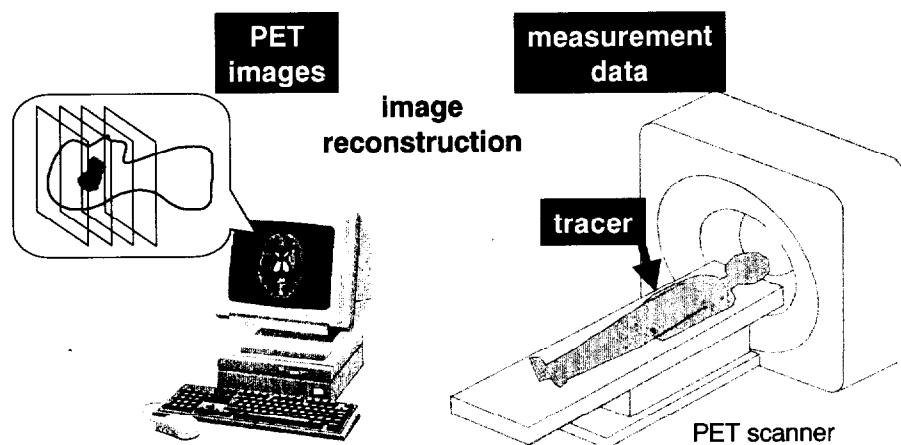 PET
images
measurement
data
image
reconstruction
tracer
PET scanner